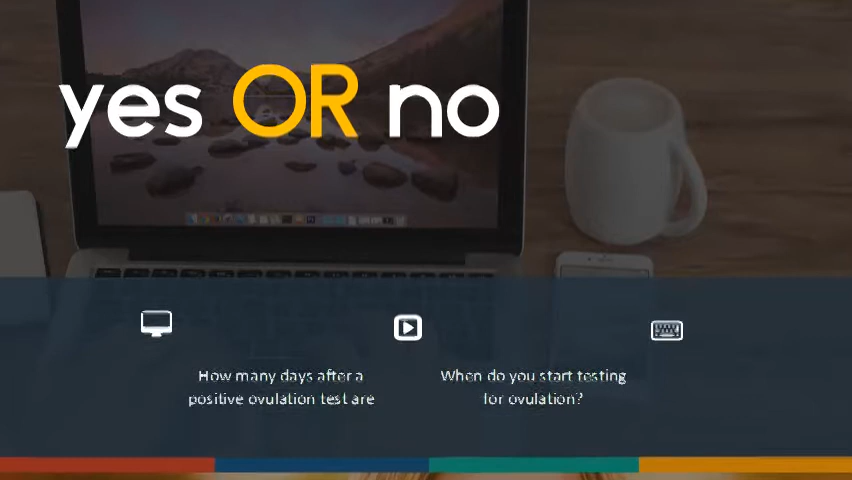 yes OR no
How many days after a
positive ovulation test are
When do you start testing
for ovulation?